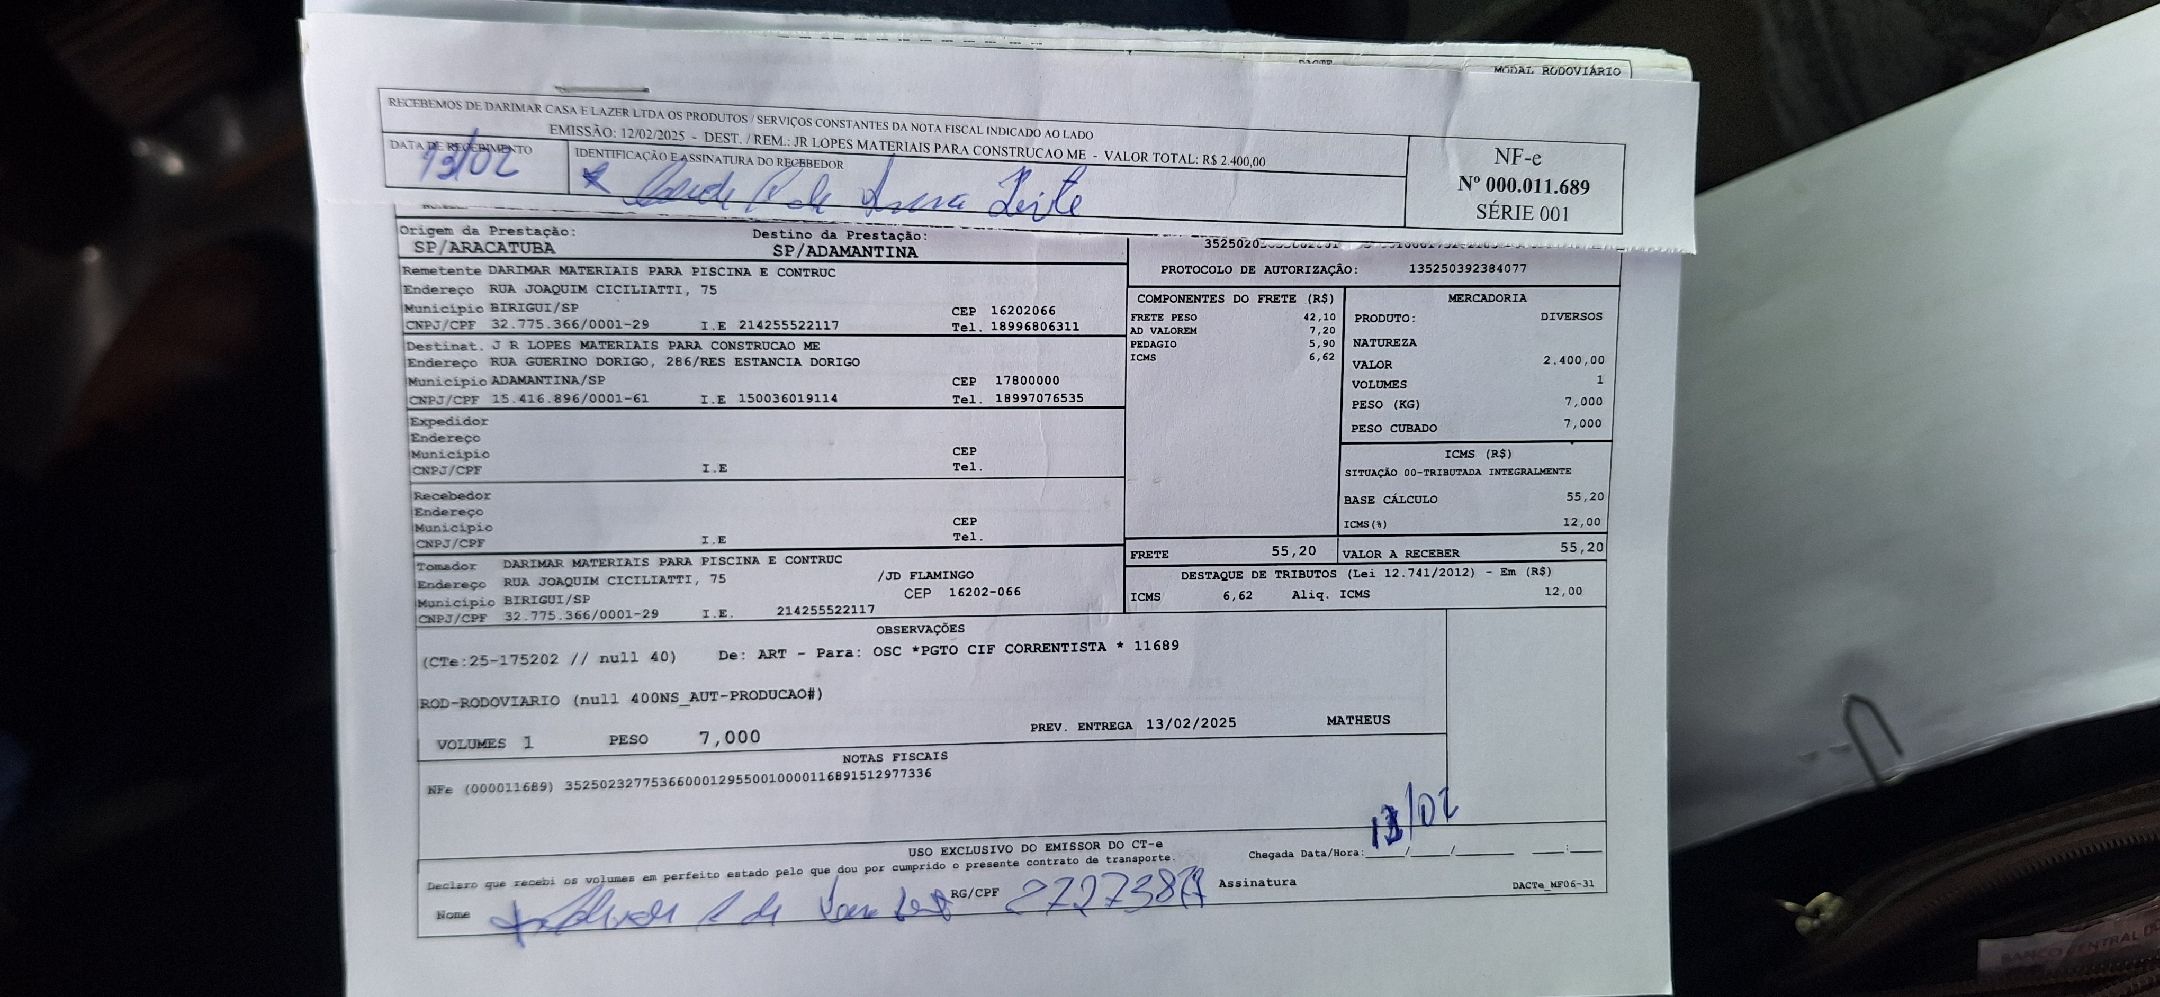 MODAL RODOVIÁRIO
RECEBEMOS DE DARIMAR CASA E LAZER LTDA OS PRODUTOS / SERVIÇOS CONSTANTES DA NOTA FISCAL INDICADO AO LADO
EMISSÃO: 12/02/2025 - DEST. / REM.: JR LOPES MATERIAIS PARA CONSTRUCAO ME - VALOR TOTAL: R$ 2.400,00
DATA DE RECEBIMENTO
13/02
IDENTIFICAÇÃO E ASSINATURA DO RECEBEDOR
Leite
NF-e
Nº 000.011.689
SÉRIE 001
Origem da Prestação:
SP/ARACATUBA
Destino da Prestação:
SP/ADAMANTINA
PROTOCOLO DE AUTORIZAÇÃO: 135250392384077
Remetente DARIMAR MATERIAIS PARA PISCINA E CONTRUC
Endereço RUA JOAQUIM CICILIATTI, 75
Município BIRIGUI/SP CEP 16202066
CNPJ/CPF 32.775.366/0001-29 I.E 214255522117 Tel. 18996806311
Destinat. J R LOPES MATERIAIS PARA CONSTRUCAO ME
Endereço RUA GUERINO DORIGO, 286/RES ESTANCIA DORIGO
Município ADAMANTINA/SP CEP 17800000
CNPJ/CPF 15.416.896/0001-61 I.E 150036019114 Tel. 18997076535
Expedidor
Endereço
Município CEP
CNPJ/CPF I.E Tel.
Recebedor
Endereço
Município CEP
CNPJ/CPF I.E Tel.
Tomador DARIMAR MATERIAIS PARA PISCINA E CONTRUC
Endereço RUA JOAQUIM CICILIATTI, 75 /JD FLAMINGO
Município BIRIGUI/SP CEP 16202-066
CNPJ/CPF 32.775.366/0001-29 I.E. 214255522117
COMPONENTES DO FRETE (R$)
FRETE PESO 42,10
AD VALOREM 7,20
PEDAGIO 5,90
ICMS 6,62
MERCADORIA
PRODUTO: DIVERSOS
NATUREZA
VALOR 2.400,00
VOLUMES 1
PESO (KG) 7,000
PESO CUBADO 7,000
ICMS (R$)
SITUAÇÃO 00-TRIBUTADA INTEGRALMENTE
BASE CÁLCULO 55,20
ICMS(%) 12,00
FRETE 55,20 VALOR A RECEBER 55,20
DESTAQUE DE TRIBUTOS (Lei 12.741/2012) - Em (R$)
ICMS 6,62 Aliq. ICMS 12,00
OBSERVAÇÕES
(CTe:25-175202 // null 40) De: ART - Para: OSC *PGTO CIF CORRENTISTA * 11689
ROD-RODOVIARIO (null 400NS_AUT-PRODUCAO#)
VOLUMES 1 PESO 7,000 PREV. ENTREGA 13/02/2025 MATHEUS
NOTAS FISCAIS
NFe (000011689) 35250232775366000129550010000116891512977336
USO EXCLUSIVO DO EMISSOR DO CT-e
Declaro que recebi os volumes em perfeito estado pelo que dou por cumprido o presente contrato de transporte.
Chegada Data/Hora: 13/02
Nome
RG/CPF
Assinatura
DACTe_MF06-31
BANCO CENTRAL DO